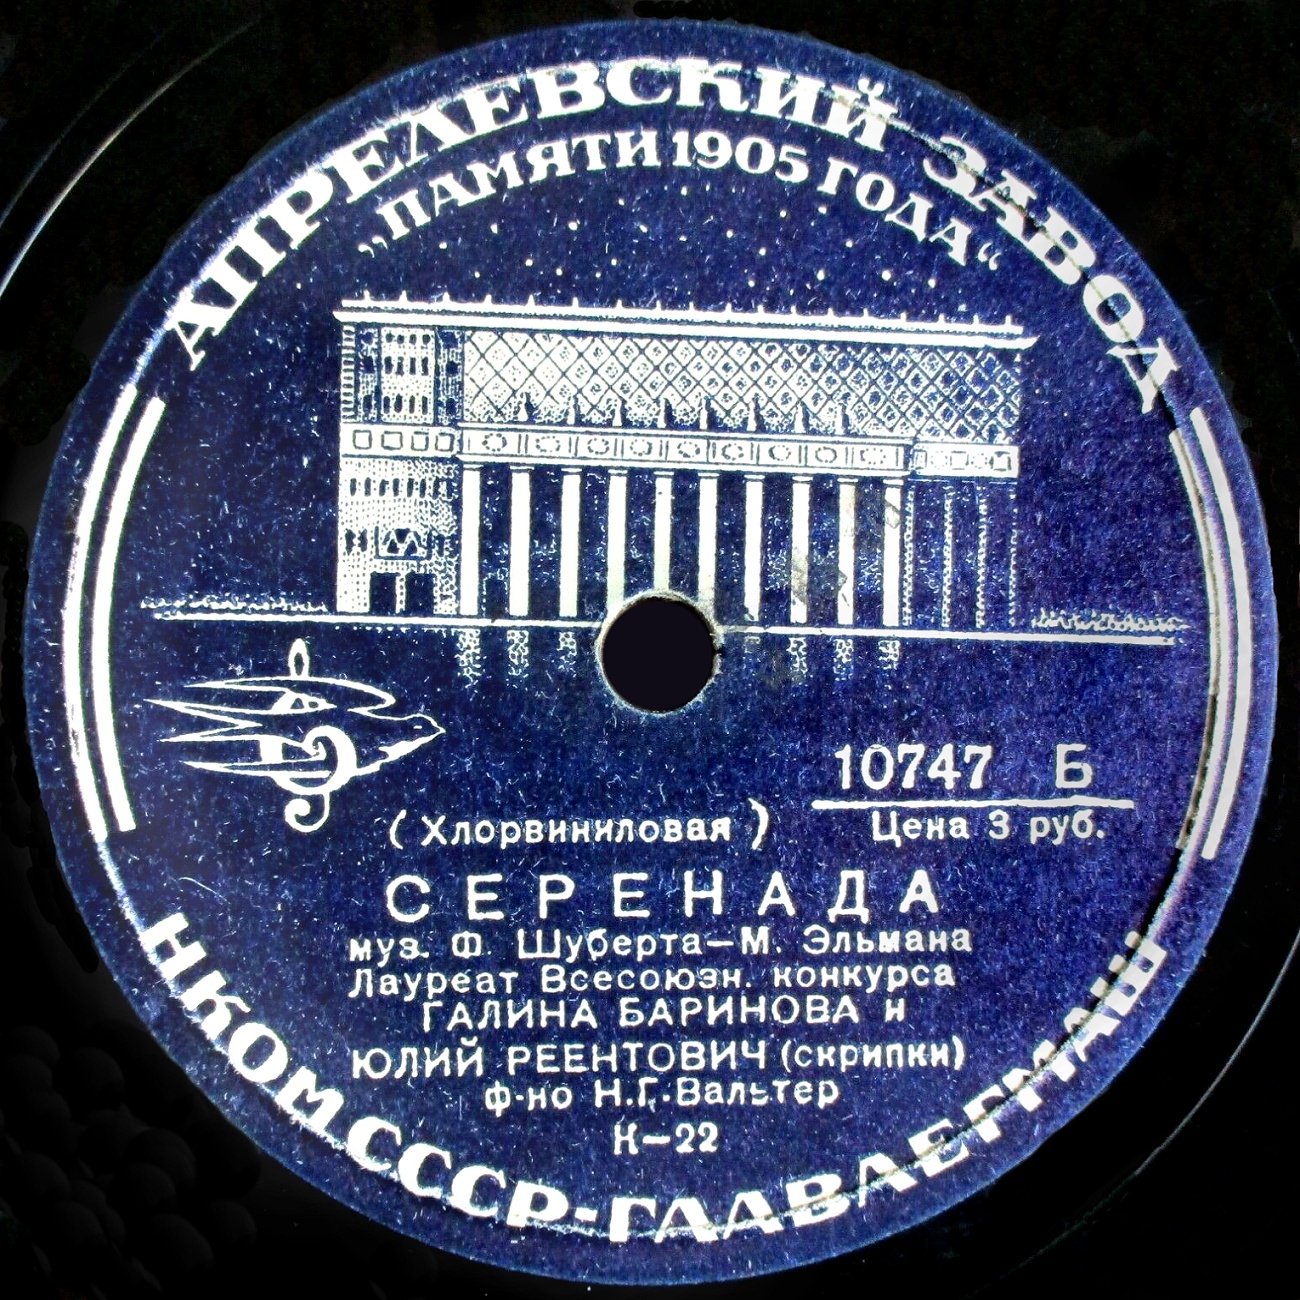 АПРЕЛЕВСКИЙ ЗАВОД
„ПАМЯТИ 1905 ГОДА“
10747 Б
(Хлорвиниловая)
Цена 3 руб.
СЕРЕНАДА
муз. Ф. Шуберта—М. Эльмана
Лауреат Всесоюзн. конкурса
ГАЛИНА БАРИНОВА и
ЮЛИЙ РЕЕНТОВИЧ (скрипки)
ф-но Н.Г. Вальтер
К—22
НКОМ СССР-ГЛАВЛЕГМАШ